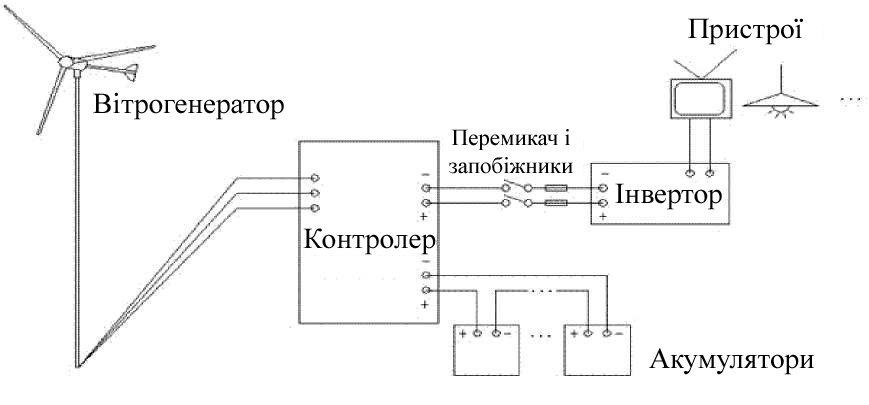 Пристрої
Вітрогенератор
. . .
Перемикач і
запобіжники
−
+
−
+
Інвертор
Контролер
−
+
. . .
+ − . . . + −
Акумулятори